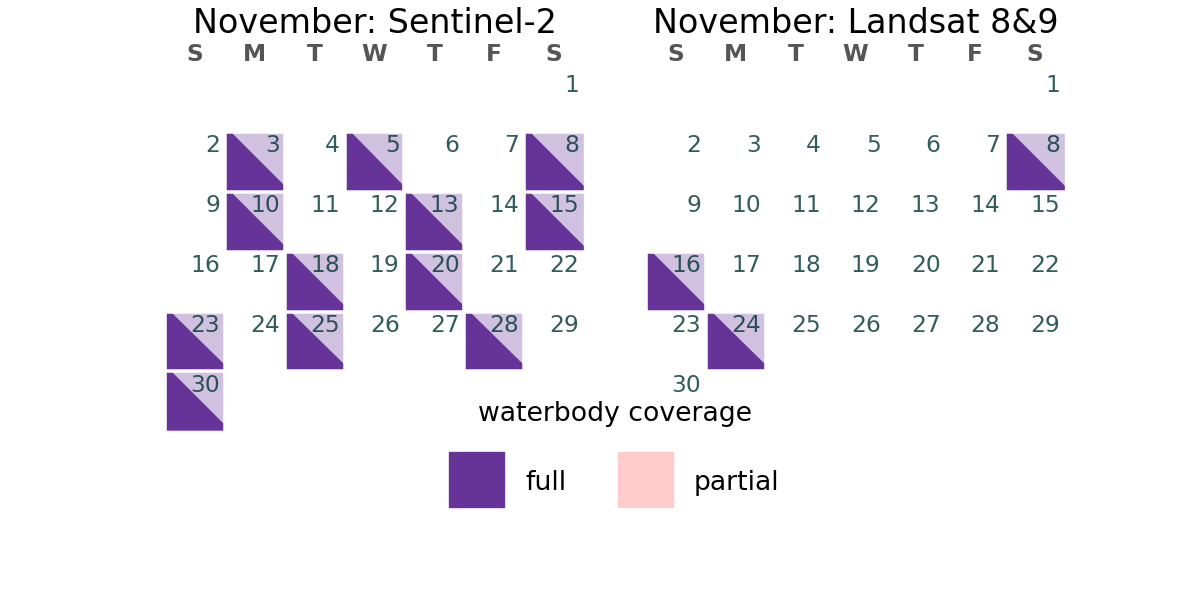 November: Sentinel-2
S M T W T F S
1
2 3 4 5 6 7 8
9 10 11 12 13 14 15
16 17 18 19 20 21 22
23 24 25 26 27 28 29
30
November: Landsat 8&9
S M T W T F S
1
2 3 4 5 6 7 8
9 10 11 12 13 14 15
16 17 18 19 20 21 22
23 24 25 26 27 28 29
30
waterbody coverage
full partial